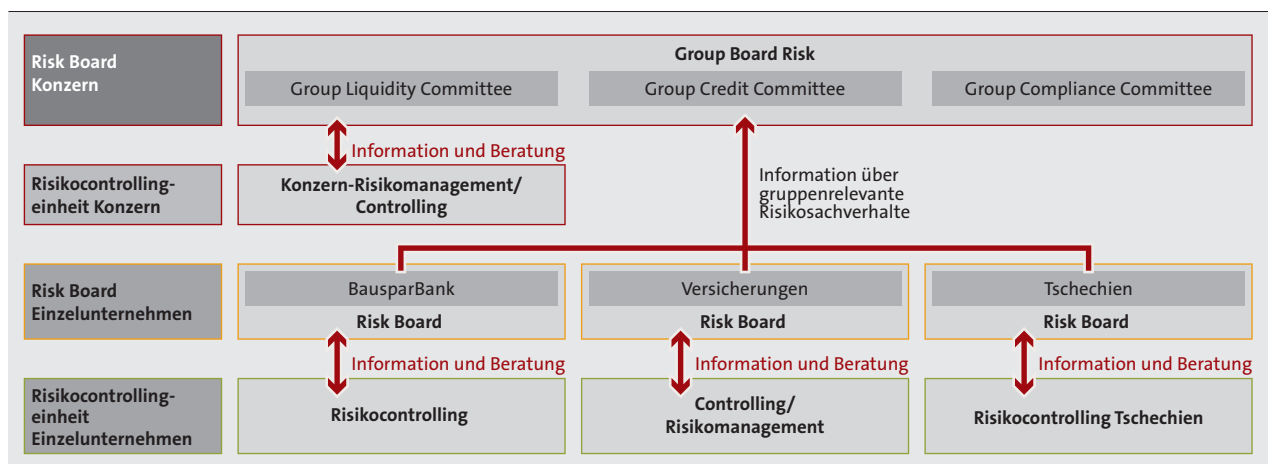 Risk Board
Konzern
Group Board Risk
Group Liquidity Committee
Group Credit Committee
Group Compliance Committee
Information und Beratung
Risikocontrolling-
einheit Konzern
Konzern-Risikomanagement/
Controlling
Information über
gruppenrelevante
Risikosachverhalte
Risk Board
Einzelunternehmen
BausparBank
Risk Board
Versicherungen
Risk Board
Tschechien
Risk Board
Information und Beratung
Information und Beratung
Information und Beratung
Risikocontrolling-
einheit
Einzelunternehmen
Risikocontrolling
Controlling/
Risikomanagement
Risikocontrolling Tschechien